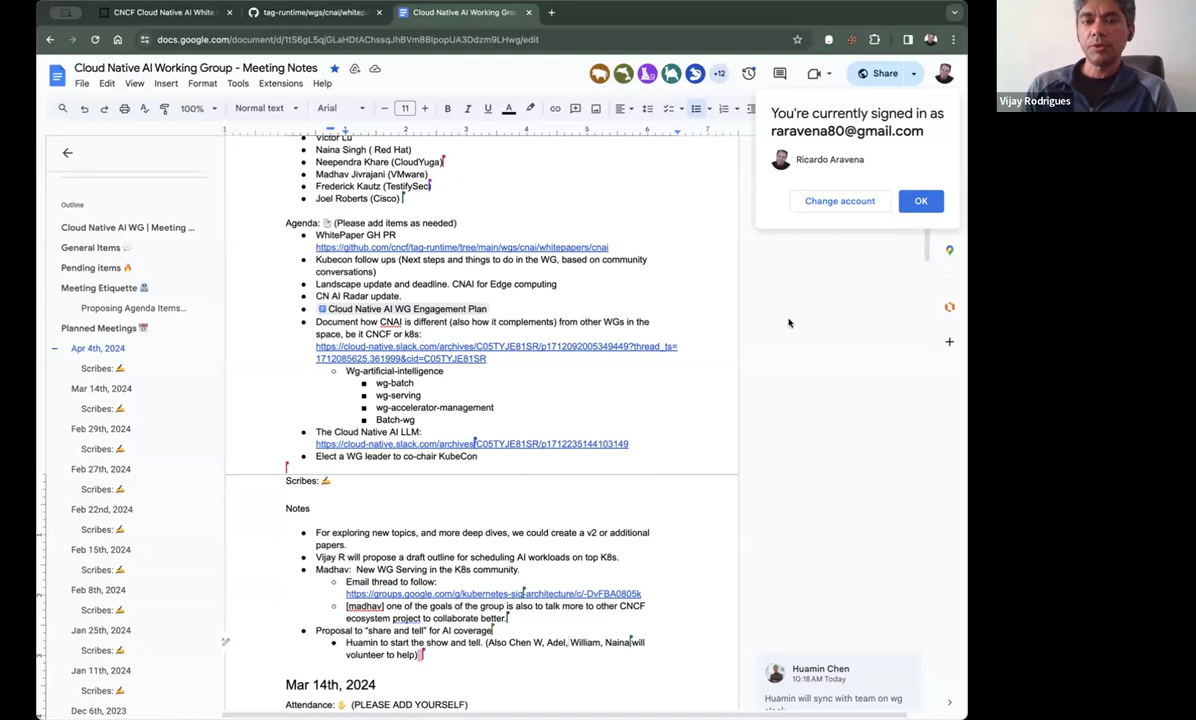 CNCF Cloud Native AI White
tag-runtime/wgs/cnai/whitep
Cloud Native AI Working Grou
docs.google.com/document/d/1tS6gL5qjGLaHDtAChssqJhBVm8BlpopUA3Ddzm9LHwg/edit
Cloud Native AI Working Group - Meeting Notes
File Edit View Insert Format Tools Extensions Help
+12
Share
100% Normal text Arial 11 B I U A
1 1 2 3 4 5 6 7
You're currently signed in as
raravena80@gmail.com
Ricardo Aravena
Change account OK
Vijay Rodrigues
Outline
Cloud Native AI WG | Meeting ...
General Items 💬
Pending items 🔥
Meeting Etiquette
Proposing Agenda Items...
Planned Meetings 📅
Apr 4th, 2024
Scribes: ✍
Mar 14th, 2024
Scribes: ✍
Feb 29th, 2024
Scribes: ✍
Feb 27th, 2024
Scribes: ✍
Feb 22nd, 2024
Scribes: ✍
Feb 15th, 2024
Scribes: ✍
Feb 8th, 2024
Scribes: ✍
Jan 25th, 2024
Scribes: ✍
Jan 11th, 2024
Scribes: ✍
Dec 6th, 2023
Victor Lu
Naina Singh ( Red Hat)
Neependra Khare (CloudYuga)
Madhav Jivrajani (VMware)
Frederick Kautz (TestifySec)
Joel Roberts (Cisco)
Agenda: (Please add items as needed)
WhitePaper GH PR
https://github.com/cncf/tag-runtime/tree/main/wgs/cnai/whitepapers/cnai
Kubecon follow ups (Next steps and things to do in the WG, based on community
conversations)
Landscape update and deadline. CNAI for Edge computing
CN AI Radar update.
Cloud Native AI WG Engagement Plan
Document how CNAI is different (also how it complements) from other WGs in the
space, be it CNCF or k8s:
https://cloud-native.slack.com/archives/C05TYJE81SR/p1712092005349449?thread_ts=
1712085625.361999&cid=C05TYJE81SR
Wg-artificial-intelligence
wg-batch
wg-serving
wg-accelerator-management
Batch-wg
The Cloud Native AI LLM:
https://cloud-native.slack.com/archives/C05TYJE81SR/p1712235144103149
Elect a WG leader to co-chair KubeCon
Scribes: ✍
Notes
For exploring new topics, and more deep dives, we could create a v2 or additional
papers.
Vijay R will propose a draft outline for scheduling AI workloads on top K8s.
Madhav: New WG Serving in the K8s community.
Email thread to follow:
https://groups.google.com/g/kubernetes-sig-architecture/c/-DvFBA0805k
[madhav] one of the goals of the group is also to talk more to other CNCF
ecosystem project to collaborate better.
Proposal to “share and tell” for AI coverage
Huamin to start the show and tell. (Also Chen W, Adel, William, Naina will
volunteer to help)
Mar 14th, 2024
Attendance: ✋ (PLEASE ADD YOURSELF)
Huamin Chen
10:18 AM Today
Huamin will sync with team on wg